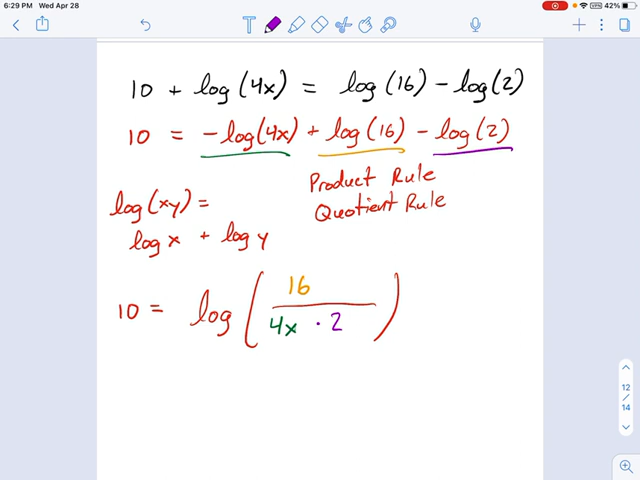 6:29 PM Wed Apr 28
VPN 42%
10 + log(4x) = log(16) - log(2)
10 = -log(4x) + log(16) - log(2)
Product Rule
Quotient Rule
log(xy) =
log x + log y
10 = log( 16 / 4x · 2 )
12
/
14